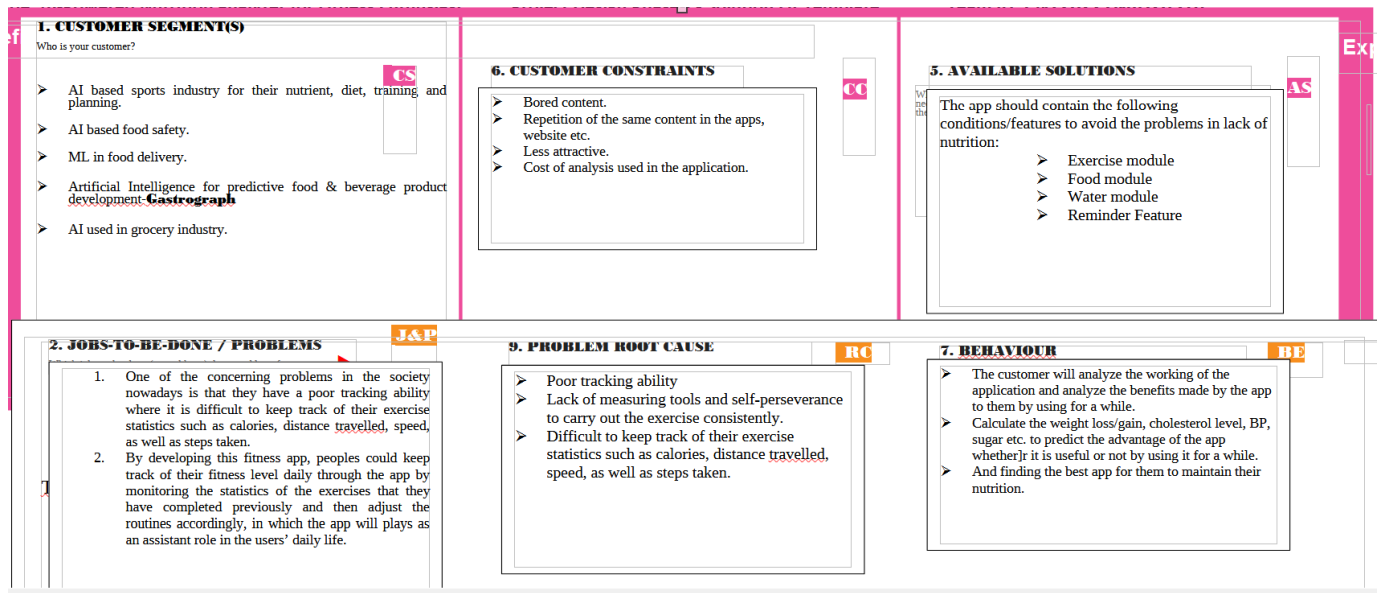 ef
Exp
1. CUSTOMER SEGMENT(S)
Who is your customer?
CS
➢ AI based sports industry for their nutrient, diet, training and
planning.
➢ AI based food safety.
➢ ML in food delivery.
➢ Artificial Intelligence for predictive food & beverage product
development-Gastrograph
➢ AI used in grocery industry.
6. CUSTOMER CONSTRAINTS
CC
➢ Bored content.
➢ Repetition of the same content in the apps,
website etc.
➢ Less attractive.
➢ Cost of analysis used in the application.
5. AVAILABLE SOLUTIONS
AS
The app should contain the following
conditions/features to avoid the problems in lack of
nutrition:
➢ Exercise module
➢ Food module
➢ Water module
➢ Reminder Feature
2. JOBS-TO-BE-DONE / PROBLEMS
J&P
1. One of the concerning problems in the society
nowadays is that they have a poor tracking ability
where it is difficult to keep track of their exercise
statistics such as calories, distance travelled, speed,
as well as steps taken.
2. By developing this fitness app, peoples could keep
track of their fitness level daily through the app by
monitoring the statistics of the exercises that they
have completed previously and then adjust the
routines accordingly, in which the app will plays as
an assistant role in the users' daily life.
9. PROBLEM ROOT CAUSE
RC
➢ Poor tracking ability
➢ Lack of measuring tools and self-perseverance
to carry out the exercise consistently.
➢ Difficult to keep track of their exercise
statistics such as calories, distance travelled,
speed, as well as steps taken.
7. BEHAVIOUR
BE
➢ The customer will analyze the working of the
application and analyze the benefits made by the app
to them by using for a while.
➢ Calculate the weight loss/gain, cholesterol level, BP,
sugar etc. to predict the advantage of the app
whether]r it is useful or not by using it for a while.
➢ And finding the best app for them to maintain their
nutrition.